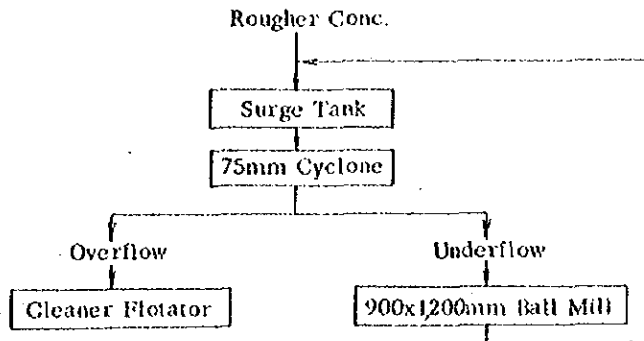 Rougher Conc.
Surge Tank
75mm Cyclone
Overflow
Underflow
Cleaner Flotator
900x1,200mm Ball Mill